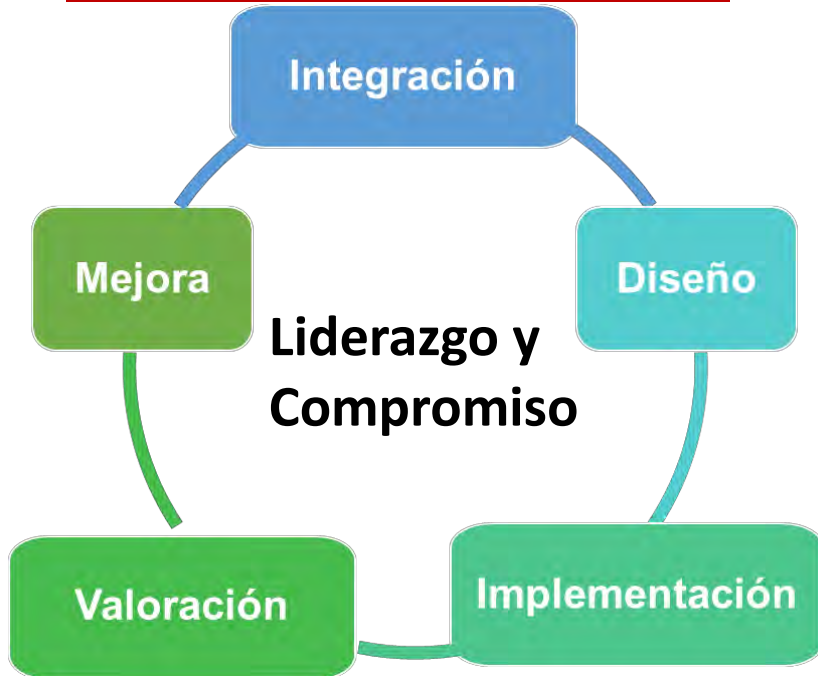 Integración
Mejora
Diseño
Liderazgo y
Compromiso
Valoración
Implementación